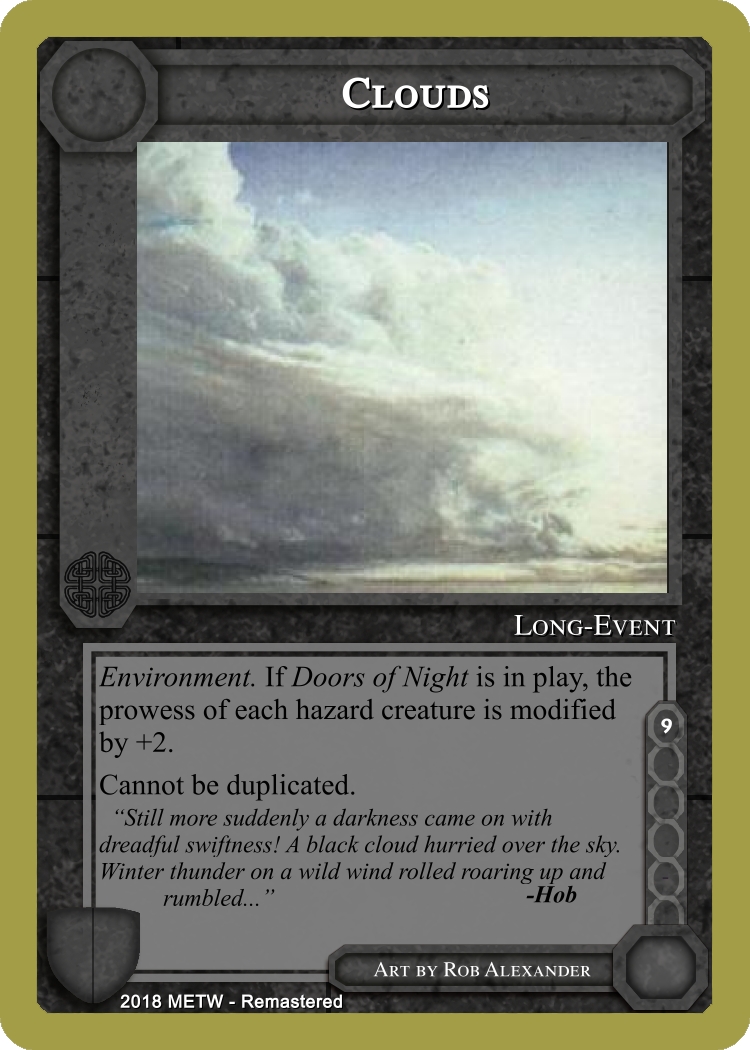 Clouds
Long-Event
Environment. If Doors of Night is in play, the
prowess of each hazard creature is modified
by +2.
9
Cannot be duplicated.
“Still more suddenly a darkness came on with
dreadful swiftness! A black cloud hurried over the sky.
Winter thunder on a wild wind rolled roaring up and
rumbled...”
-Hob
Art by Rob Alexander
2018 METW - Remastered